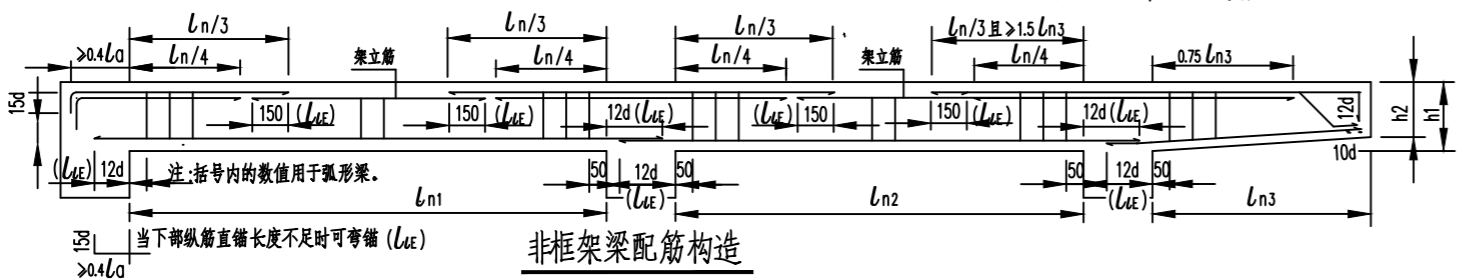 ln/3 ln/3 ln/3 ln/3且≥1.5ln3
≥0.4la ln/4 架立筋 ln/4 ln/4 架立筋 ln/4 0.75ln3
15d 150 (llE) 150 (llE) 12d(llE) (llE) 150 150 (llE) 12d(llE) 12d h2 h1
(llE) 12d 注:括号内的数值用于弧形梁。 50 12d 50 50 12d 50 10d
(llE) (llE)
ln1 ln2 ln3
15d 当下部纵筋直锚长度不足时可弯锚(llE)
≥0.4la
非框架梁配筋构造